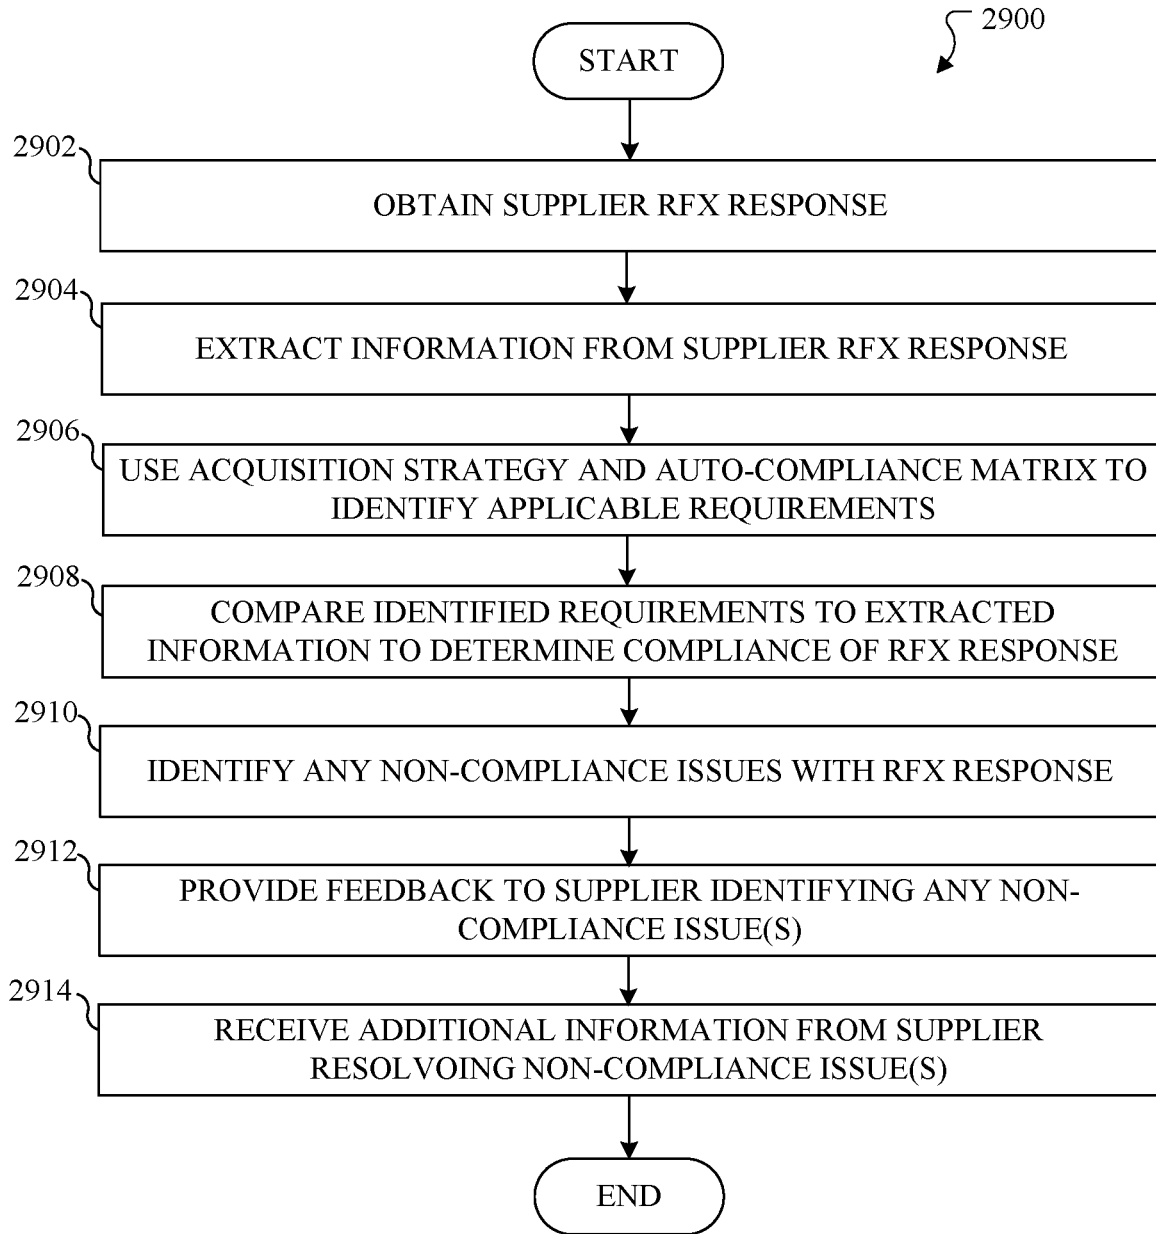 2900
START
2902
OBTAIN SUPPLIER RFX RESPONSE
2904
EXTRACT INFORMATION FROM SUPPLIER RFX RESPONSE
2906
USE ACQUISITION STRATEGY AND AUTO-COMPLIANCE MATRIX TO
IDENTIFY APPLICABLE REQUIREMENTS
2908
COMPARE IDENTIFIED REQUIREMENTS TO EXTRACTED
INFORMATION TO DETERMINE COMPLIANCE OF RFX RESPONSE
2910
IDENTIFY ANY NON-COMPLIANCE ISSUES WITH RFX RESPONSE
2912
PROVIDE FEEDBACK TO SUPPLIER IDENTIFYING ANY NON-
COMPLIANCE ISSUE(S)
2914
RECEIVE ADDITIONAL INFORMATION FROM SUPPLIER
RESOLVOING NON-COMPLIANCE ISSUE(S)
END